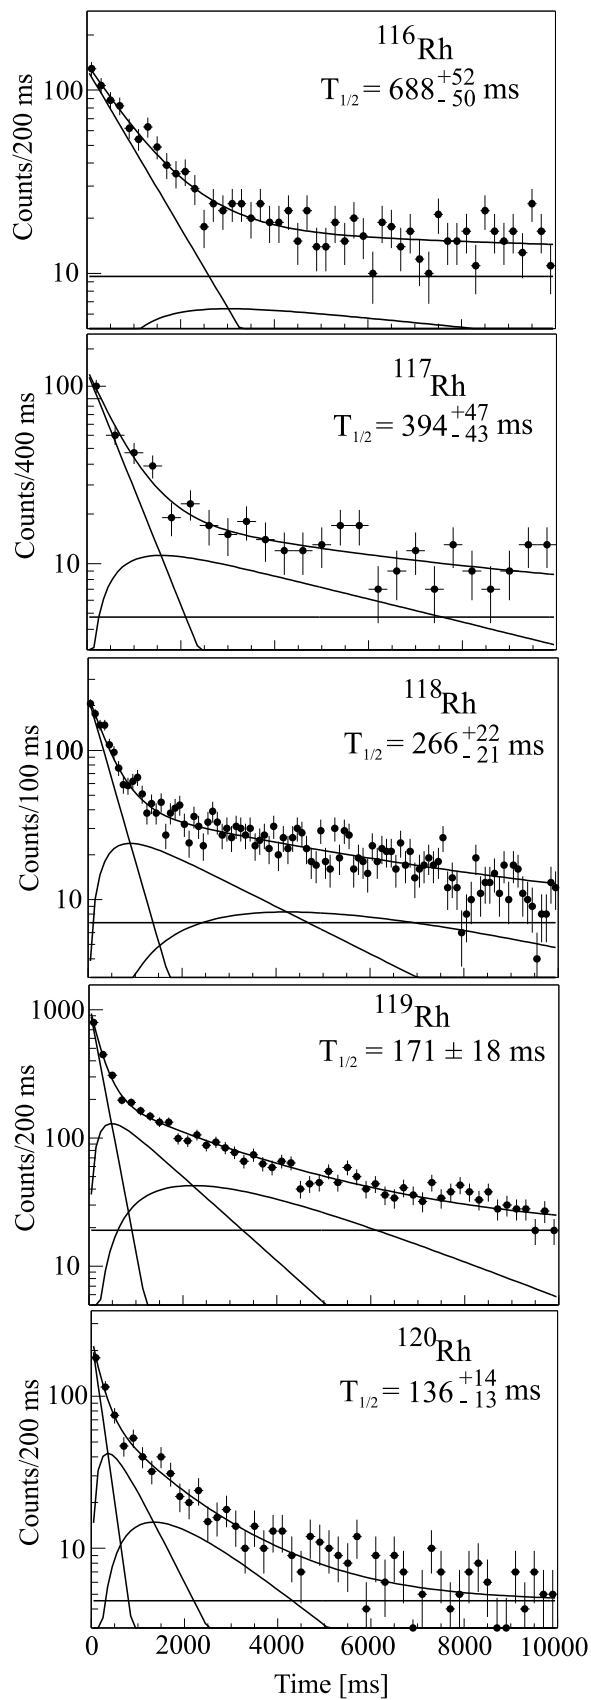 ¹¹⁶Rh
T₁/₂ = 688 +52 - 50 ms
100
10
Counts/200 ms
¹¹⁷Rh
T₁/₂ = 394 +47 - 43 ms
100
10
Counts/400 ms
¹¹⁸Rh
T₁/₂ = 266 +22 - 21 ms
100
10
Counts/100 ms
¹¹⁹Rh
T₁/₂ = 171 ± 18 ms
1000
100
10
Counts/200 ms
¹²⁰Rh
T₁/₂ = 136 +14 - 13 ms
100
10
Counts/200 ms
0 2000 4000 6000 8000 10000
Time [ms]